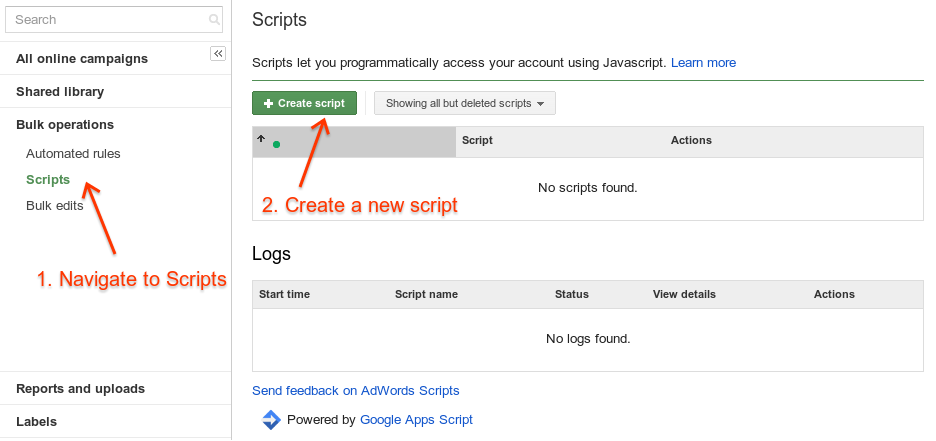 Search
All online campaigns
Shared library
Bulk operations
Automated rules
Scripts
Bulk edits
1. Navigate to Scripts
Reports and uploads
Labels
Scripts
Scripts let you programmatically access your account using Javascript. Learn more
Create script
Showing all but deleted scripts
Script Actions
No scripts found.
2. Create a new script
Logs
Start time Script name Status View details Actions
No logs found.
Send feedback on AdWords Scripts
Powered by Google Apps Script